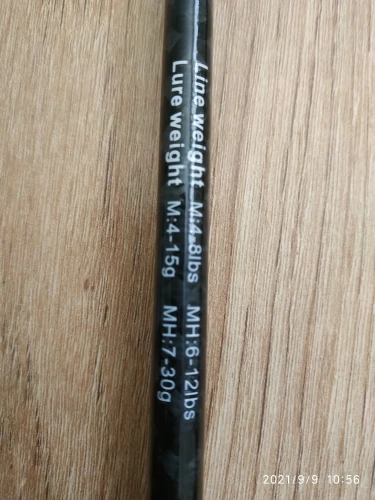 Line weight M:4-8lbs MH:6-12lbs
Lure weight M:4-15g MH:7-30g
2021/9/9 10:56